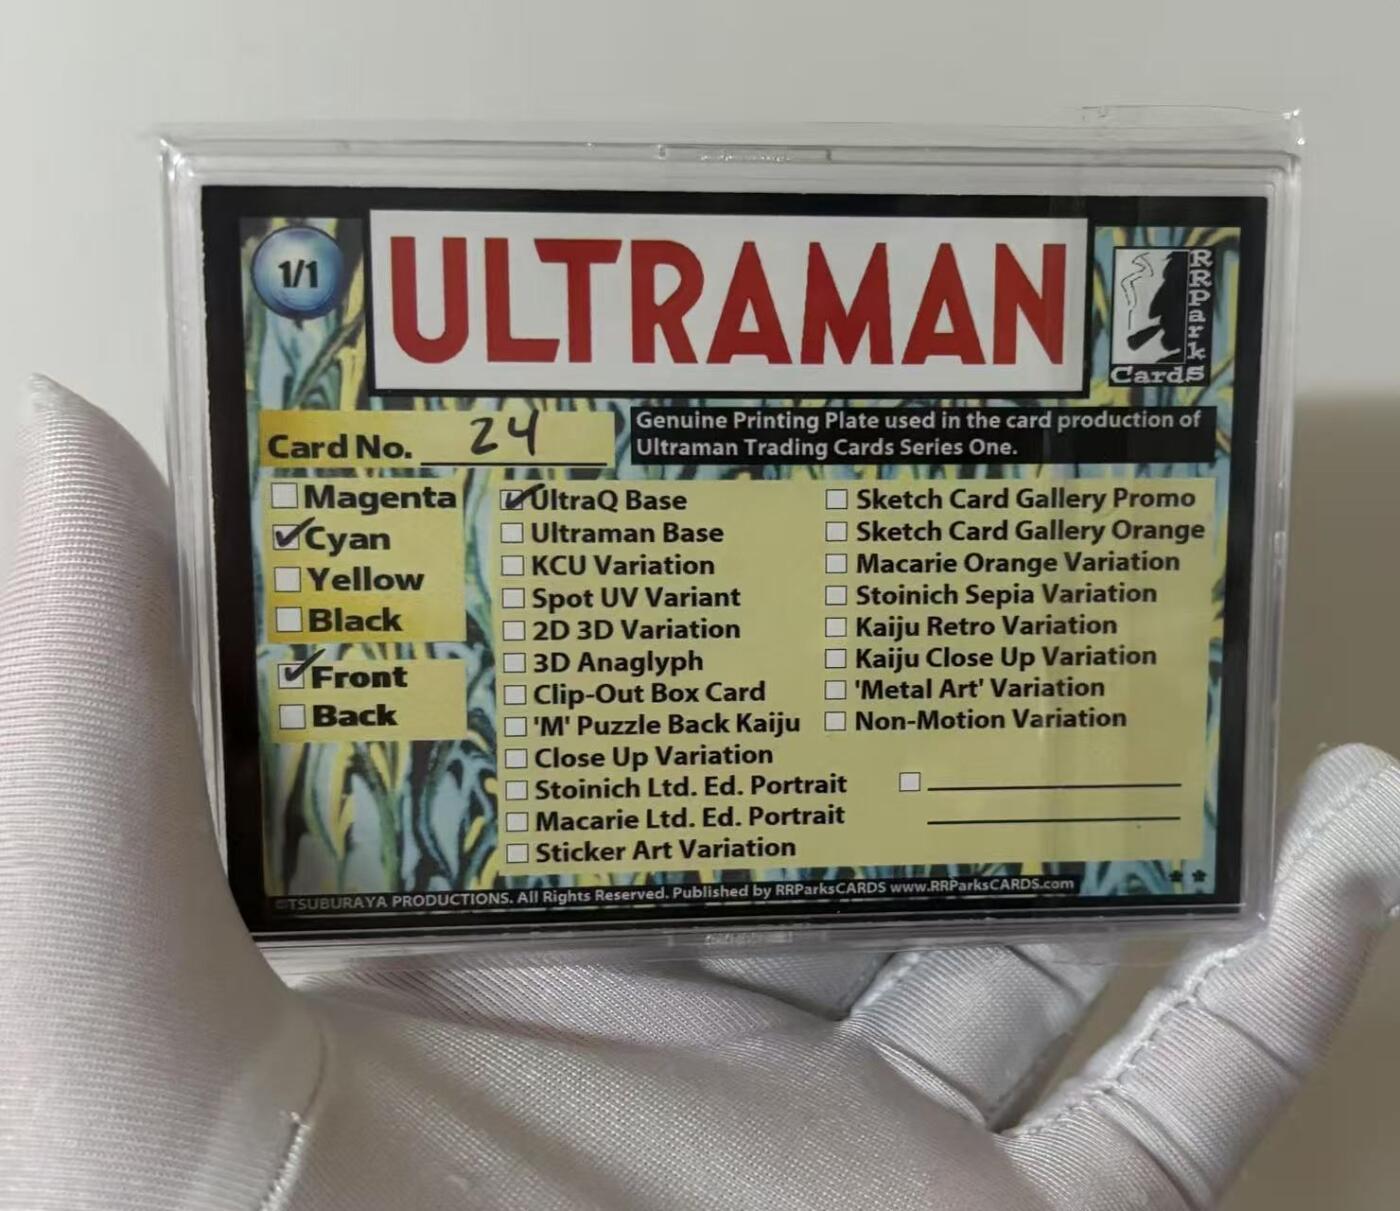 1/1
ULTRAMAN
RRPark
CardS
Card No. 24
Genuine Printing Plate used in the card production of
Ultraman Trading Cards Series One.
Magenta
Cyan
Yellow
Black
Front
Back
UltraQ Base
Ultraman Base
KCU Variation
Spot UV Variant
2D 3D Variation
3D Anaglyph
Clip-Out Box Card
'M' Puzzle Back Kaiju
Close Up Variation
Stoinich Ltd. Ed. Portrait
Macarie Ltd. Ed. Portrait
Sticker Art Variation
Sketch Card Gallery Promo
Sketch Card Gallery Orange
Macarie Orange Variation
Stoinich Sepia Variation
Kaiju Retro Variation
Kaiju Close Up Variation
'Metal Art' Variation
Non-Motion Variation
©TSUBURAYA PRODUCTIONS. All Rights Reserved. Published by RRParksCARDS www.RRParksCARDS.com